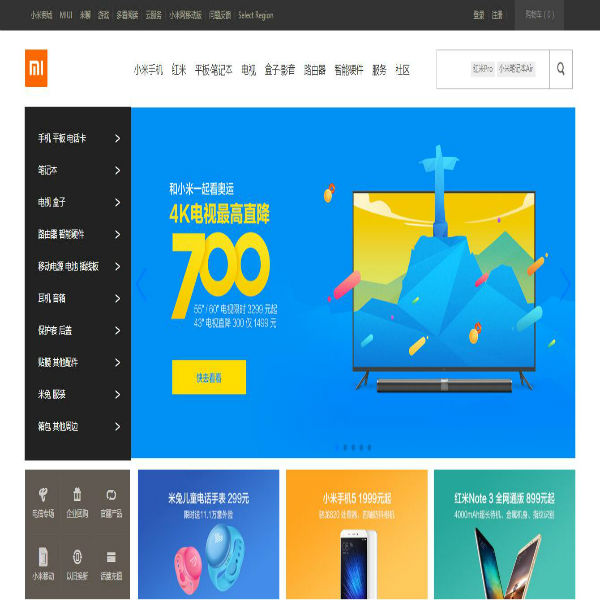 小米商城 MIUI 米聊 游戏 多看阅读 云服务 小米网移动版 问题反馈 Select Region 登录 注册 购物车 ( 0 )
MI 小米手机 红米 平板·笔记本 电视 盒子·影音 路由器 智能硬件 服务 社区 红米Pro 小米笔记本Air
手机 平板 电话卡
笔记本
电视 盒子
路由器 智能硬件
移动电源 电池 插线板
耳机 音箱
保护套 后盖
贴膜 其他配件
米兔 服装
箱包 其他周边
和小米一起看奥运
4K电视最高直降
700
55" / 60" 电视限时 3299 元起
43" 电视直降 300 仅 1499 元
快去看看
电信专场 企业团购 官翻产品
小米移动 以旧换新 话费充值
米兔儿童电话手表 299元
限时送11.1万意外险
小米手机5 1999元起
骁龙820 处理器，四轴防抖相机
红米Note 3 全网通版 899元起
4000mAh超长待机，金属机身，指纹识别